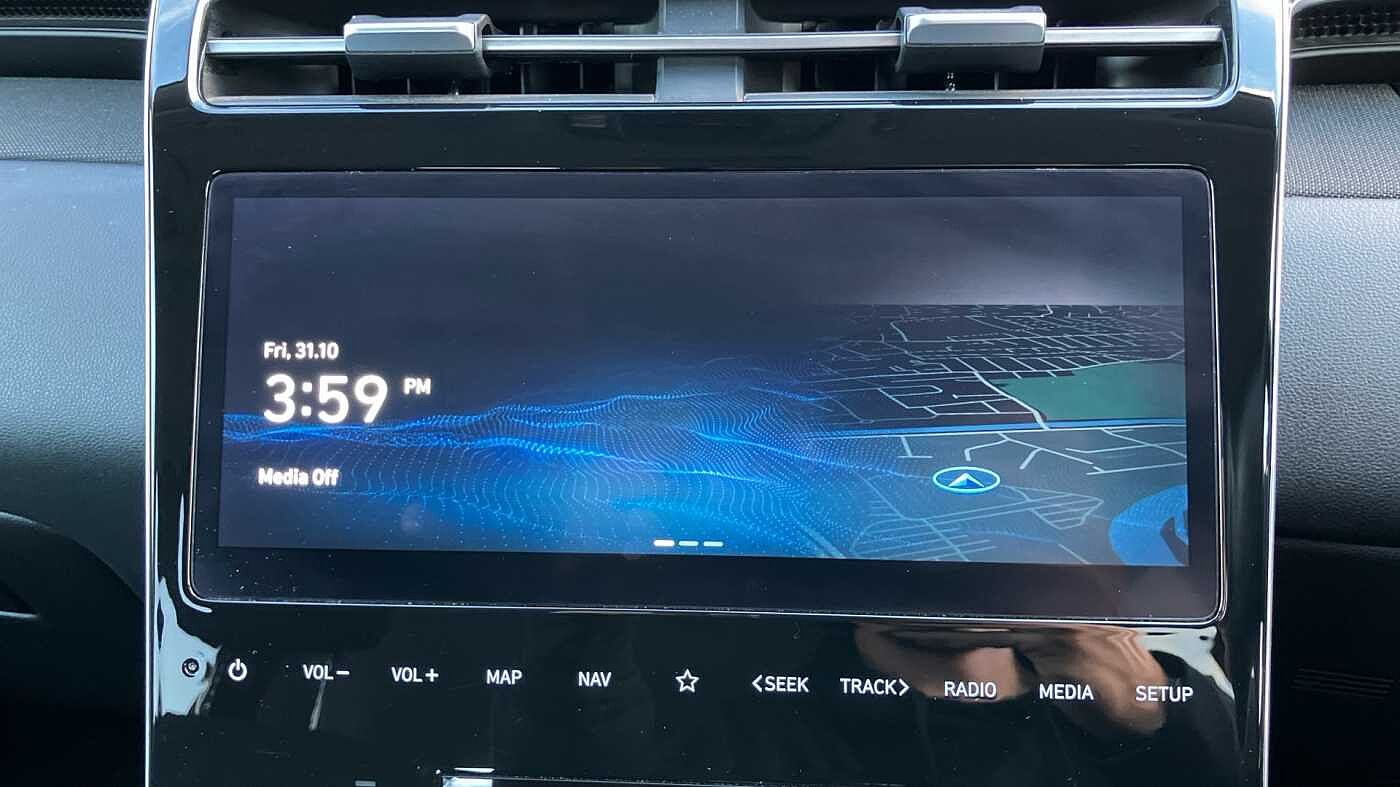 Fri, 31.10
3:59 PM
Media Off
VOL− VOL+ MAP NAV <SEEK TRACK> RADIO MEDIA SETUP